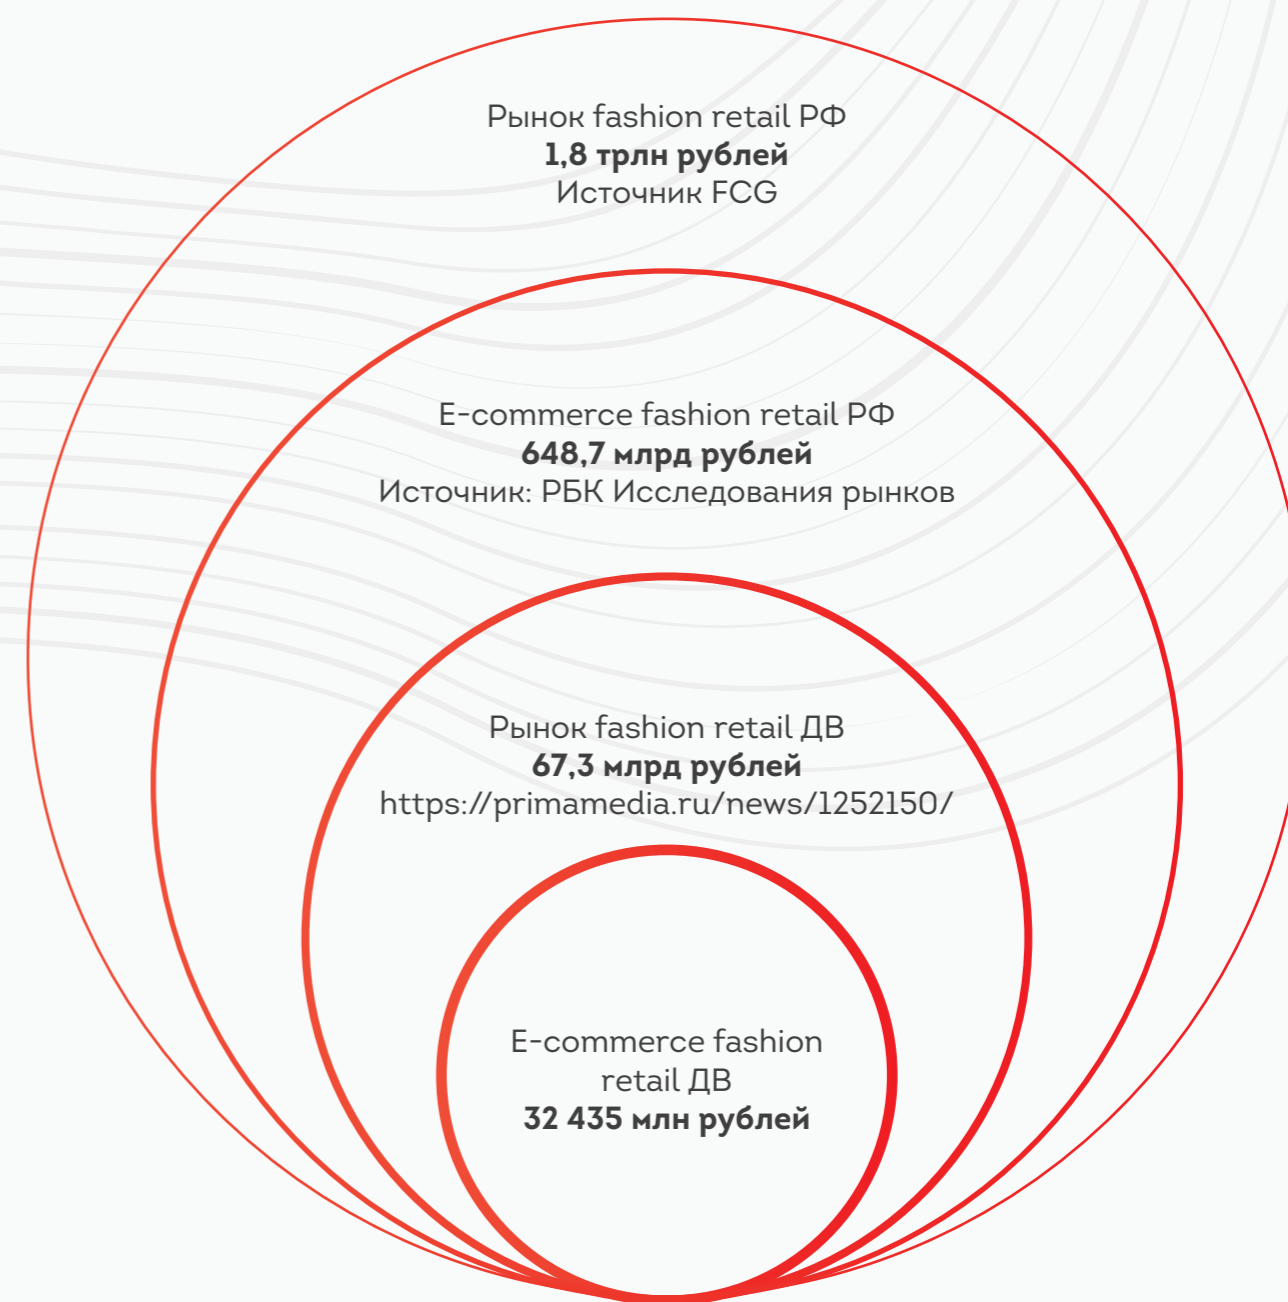 Рынок fashion retail РФ
1,8 трлн рублей
Источник FCG
E-commerce fashion retail РФ
648,7 млрд рублей
Источник: РБК Исследования рынков
Рынок fashion retail ДВ
67,3 млрд рублей
https://primamedia.ru/news/1252150/
E-commerce fashion
retail ДВ
32 435 млн рублей